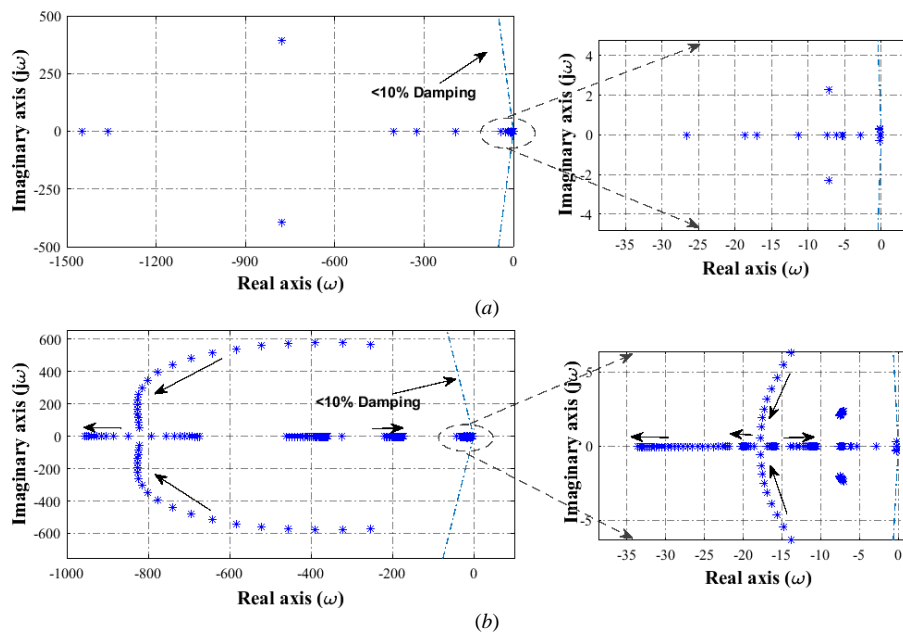 500
250
0
-250
-500
-1500 -1200 -900 -600 -300 0
Imaginary axis (jω)
Real axis (ω)
<10% Damping
4
2
0
-2
-4
-35 -30 -25 -20 -15 -10 -5 0
Imaginary axis (jω)
Real axis (ω)
(a)
600
400
200
0
-200
-400
-600
-1000 -800 -600 -400 -200 0
Imaginary axis (jω)
Real axis (ω)
<10% Damping
5
0
-5
-35 -30 -25 -20 -15 -10 -5 0
Imaginary axis (jω)
Real axis (ω)
(b)